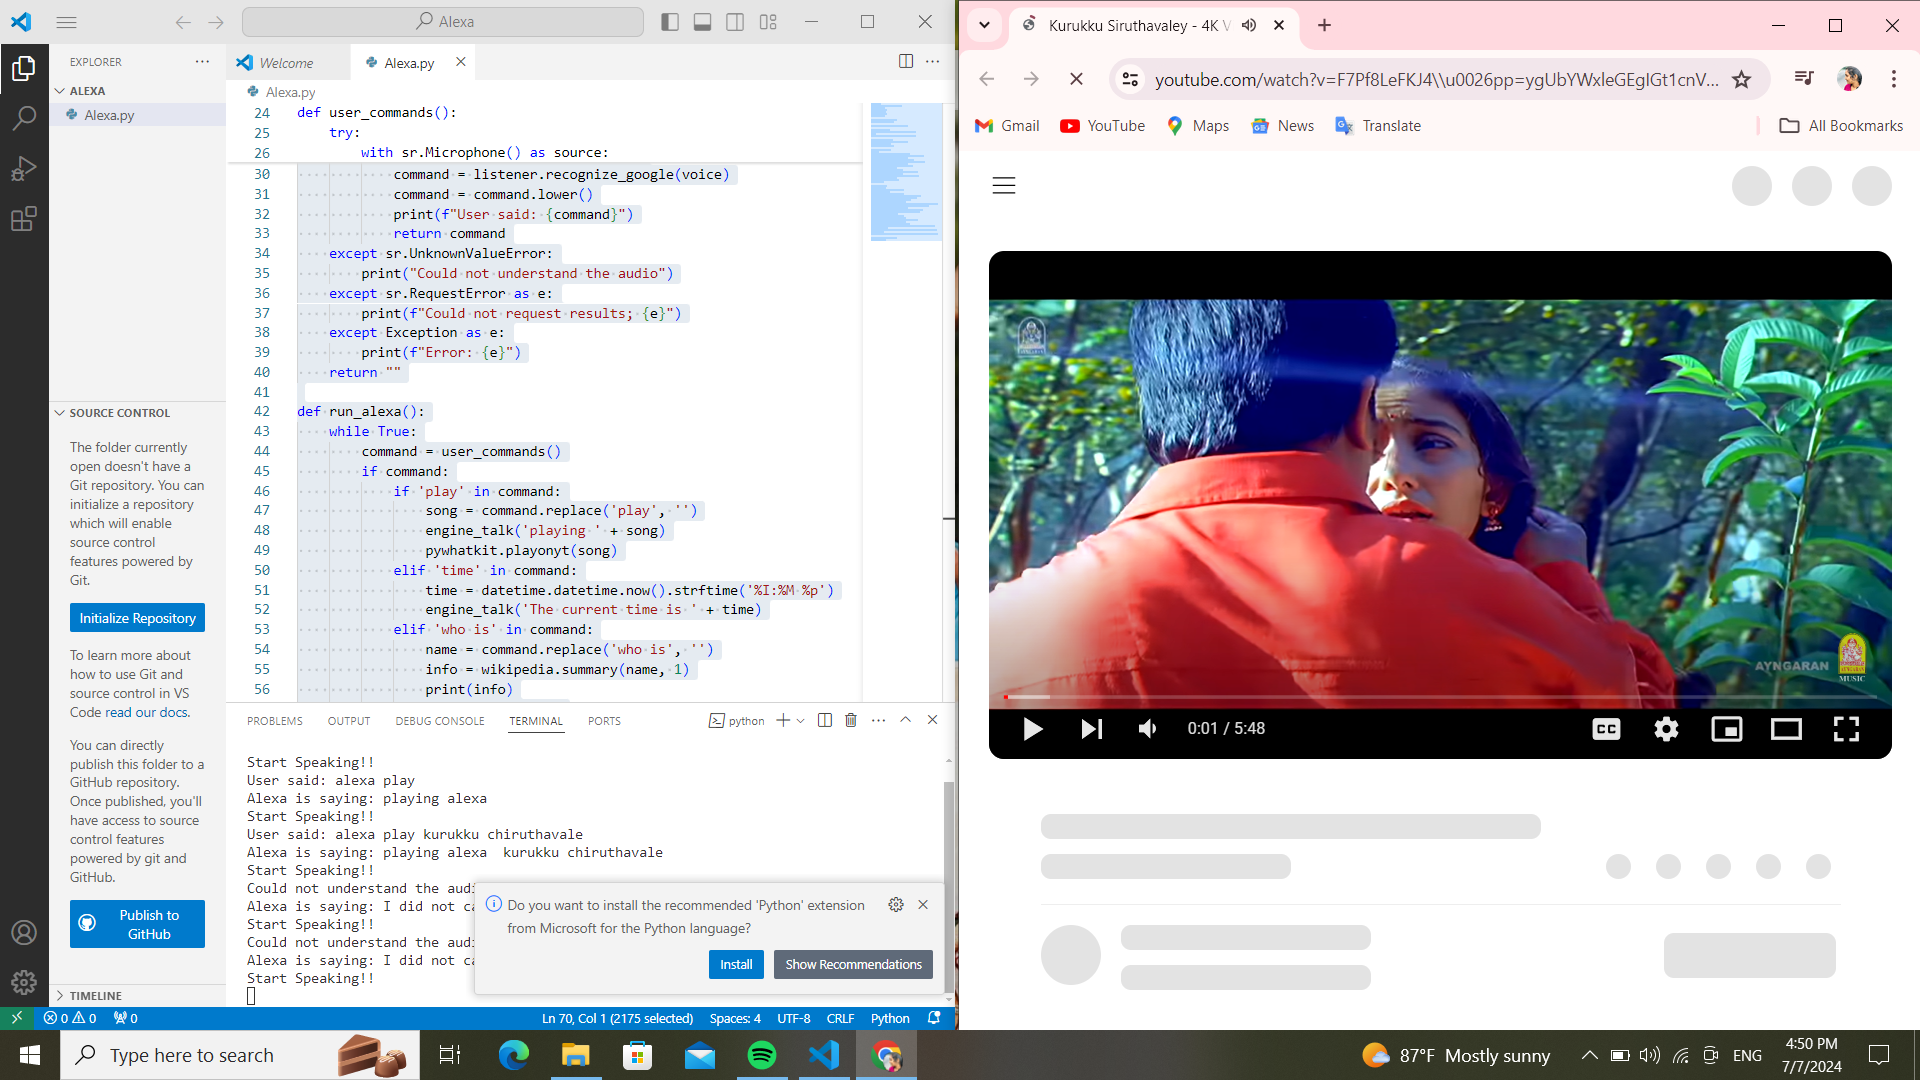 Alexa
EXPLORER
ALEXA
Alexa.py
SOURCE CONTROL
The folder currently
open doesn't have a
Git repository. You can
initialize a repository
which will enable
source control
features powered by
Git.
Initialize Repository
To learn more about
how to use Git and
source control in VS
Code read our docs.
You can directly
publish this folder to a
GitHub repository.
Once published, you'll
have access to source
control features
powered by git and
GitHub.
Publish to
GitHub
TIMELINE
Welcome
Alexa.py
Alexa.py
24 def user_commands():
25 try:
26 with sr.Microphone() as source:
30 command = listener.recognize_google(voice)
31 command = command.lower()
32 print(f"User said: {command}")
33 return command
34 except sr.UnknownValueError:
35 print("Could not understand the audio")
36 except sr.RequestError as e:
37 print(f"Could not request results; {e}")
38 except Exception as e:
39 print(f"Error: {e}")
40 return ""
41
42 def run_alexa():
43 while True:
44 command = user_commands()
45 if command:
46 if 'play' in command:
47 song = command.replace('play', '')
48 engine_talk('playing ' + song)
49 pywhatkit.playonyt(song)
50 elif 'time' in command:
51 time = datetime.datetime.now().strftime('%I:%M %p')
52 engine_talk('The current time is ' + time)
53 elif 'who is' in command:
54 name = command.replace('who is', '')
55 info = wikipedia.summary(name, 1)
56 print(info)
PROBLEMS OUTPUT DEBUG CONSOLE TERMINAL PORTS
python
Start Speaking!!
User said: alexa play
Alexa is saying: playing alexa
Start Speaking!!
User said: alexa play kurukku chiruthavale
Alexa is saying: playing alexa  kurukku chiruthavale
Start Speaking!!
Could not understand the audi
Alexa is saying: I did not ca
Start Speaking!!
Could not understand the audi
Alexa is saying: I did not ca
Start Speaking!!
Do you want to install the recommended 'Python' extension
from Microsoft for the Python language?
Install
Show Recommendations
0 0 0
Ln 70, Col 1 (2175 selected) Spaces: 4 UTF-8 CRLF Python
Kurukku Siruthavaley - 4K V
youtube.com/watch?v=F7Pf8LeFKJ4\\u0026pp=ygUbYWxleGEgIGt1cnV...
Gmail YouTube Maps News Translate All Bookmarks
AYNGARAN
AYNGARAN
MUSIC
0:01 / 5:48
CC
Type here to search
87°F Mostly sunny
ENG
4:50 PM
7/7/2024